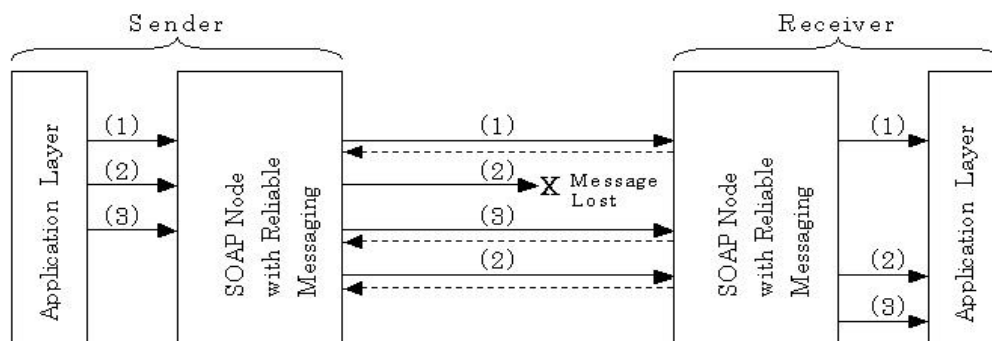 Sender
Receiver
Application Layer
(1)
(2)
(3)
SOAP Node
with Reliable
Messaging
(1)
(2)
X Message
Lost
(3)
(2)
SOAP Node
with Reliable
Messaging
(1)
(2)
(3)
Application Layer